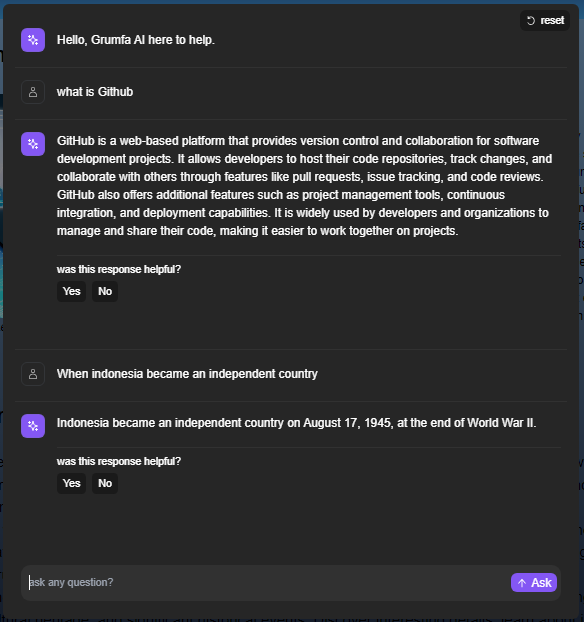 reset
Hello, Grumfa AI here to help.
what is Github
GitHub is a web-based platform that provides version control and collaboration for software
development projects. It allows developers to host their code repositories, track changes, and
collaborate with others through features like pull requests, issue tracking, and code reviews.
GitHub also offers additional features such as project management tools, continuous
integration, and deployment capabilities. It is widely used by developers and organizations to
manage and share their code, making it easier to work together on projects.
was this response helpful?
Yes No
When indonesia became an independent country
Indonesia became an independent country on August 17, 1945, at the end of World War II.
was this response helpful?
Yes No
ask any question?
Ask